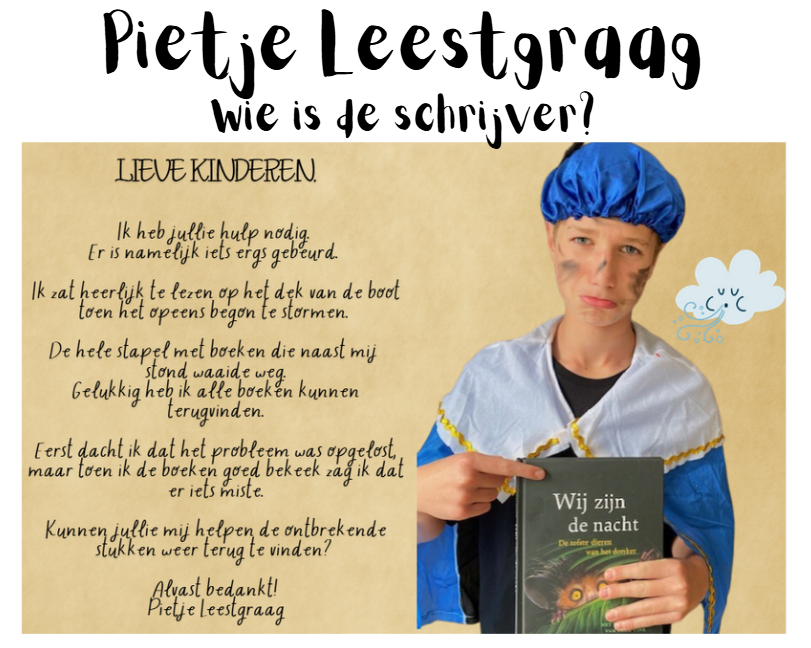 Pietje Leestgraag
Wie is de schrijver?
LIEVE KINDEREN,
Ik heb jullie hulp nodig.
Er is namelijk iets ergs gebeurd.
Ik zat heerlijk te lezen op het dek van de boot
toen het opeens begon te stormen.
De hele stapel met boeken die naast mij
stond waaide weg.
Gelukkig heb ik alle boeken kunnen
terugvinden.
Eerst dacht ik dat het probleem was opgelost,
maar toen ik de boeken goed bekeek zag ik dat
er iets miste.
Kunnen jullie mij helpen de ontbrekende
stukken weer terug te vinden?
Alvast bedankt!
Pietje Leestgraag
Wij zijn
de nacht
De tofste dieren
van het donker